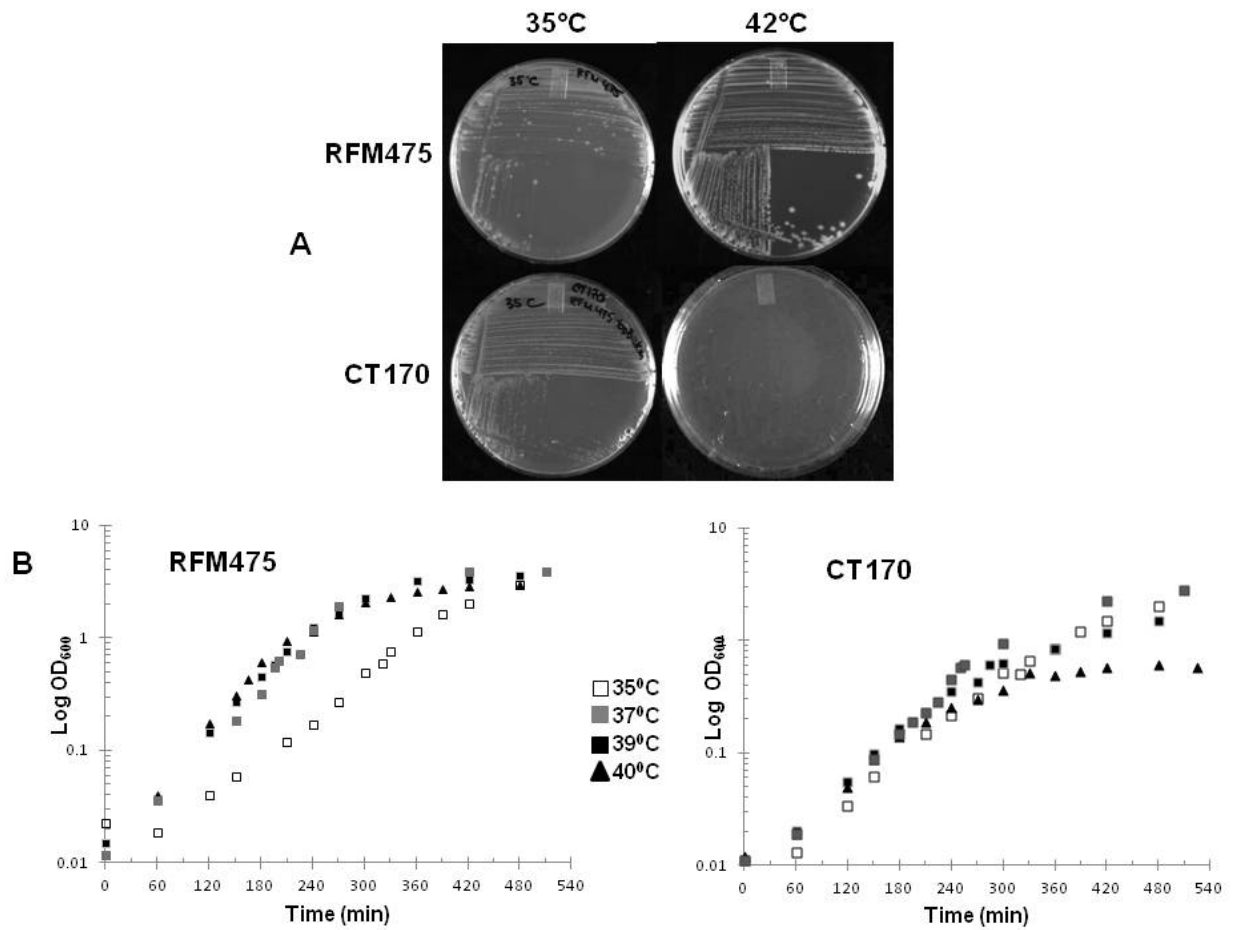 35°C 42°C
35°C RFM475
RFM475
A
35°C CT170
CT170
B
RFM475
CT170
10
1
0.1
0.01
Log OD600
0 60 120 180 240 300 360 420 480 540
Time (min)
35⁰C
37⁰C
39⁰C
40⁰C
10
1
0.1
0.01
Log OD600
0 60 120 180 240 300 360 420 480 540
Time (min)